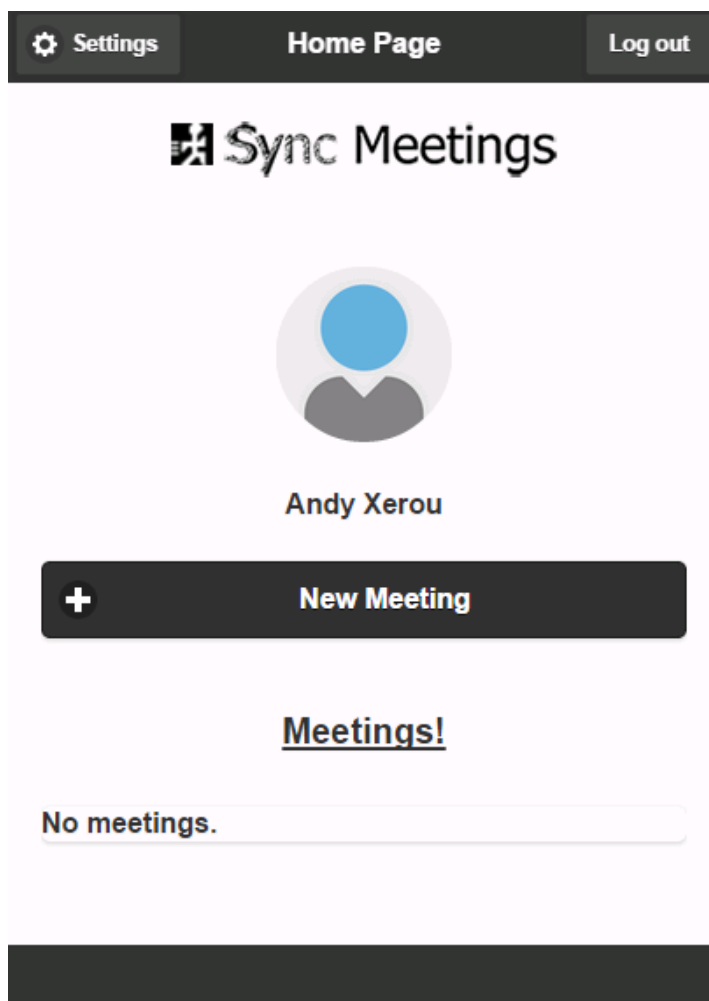 Settings Home Page Log out
Sync Meetings
Andy Xerou
New Meeting
Meetings!
No meetings.